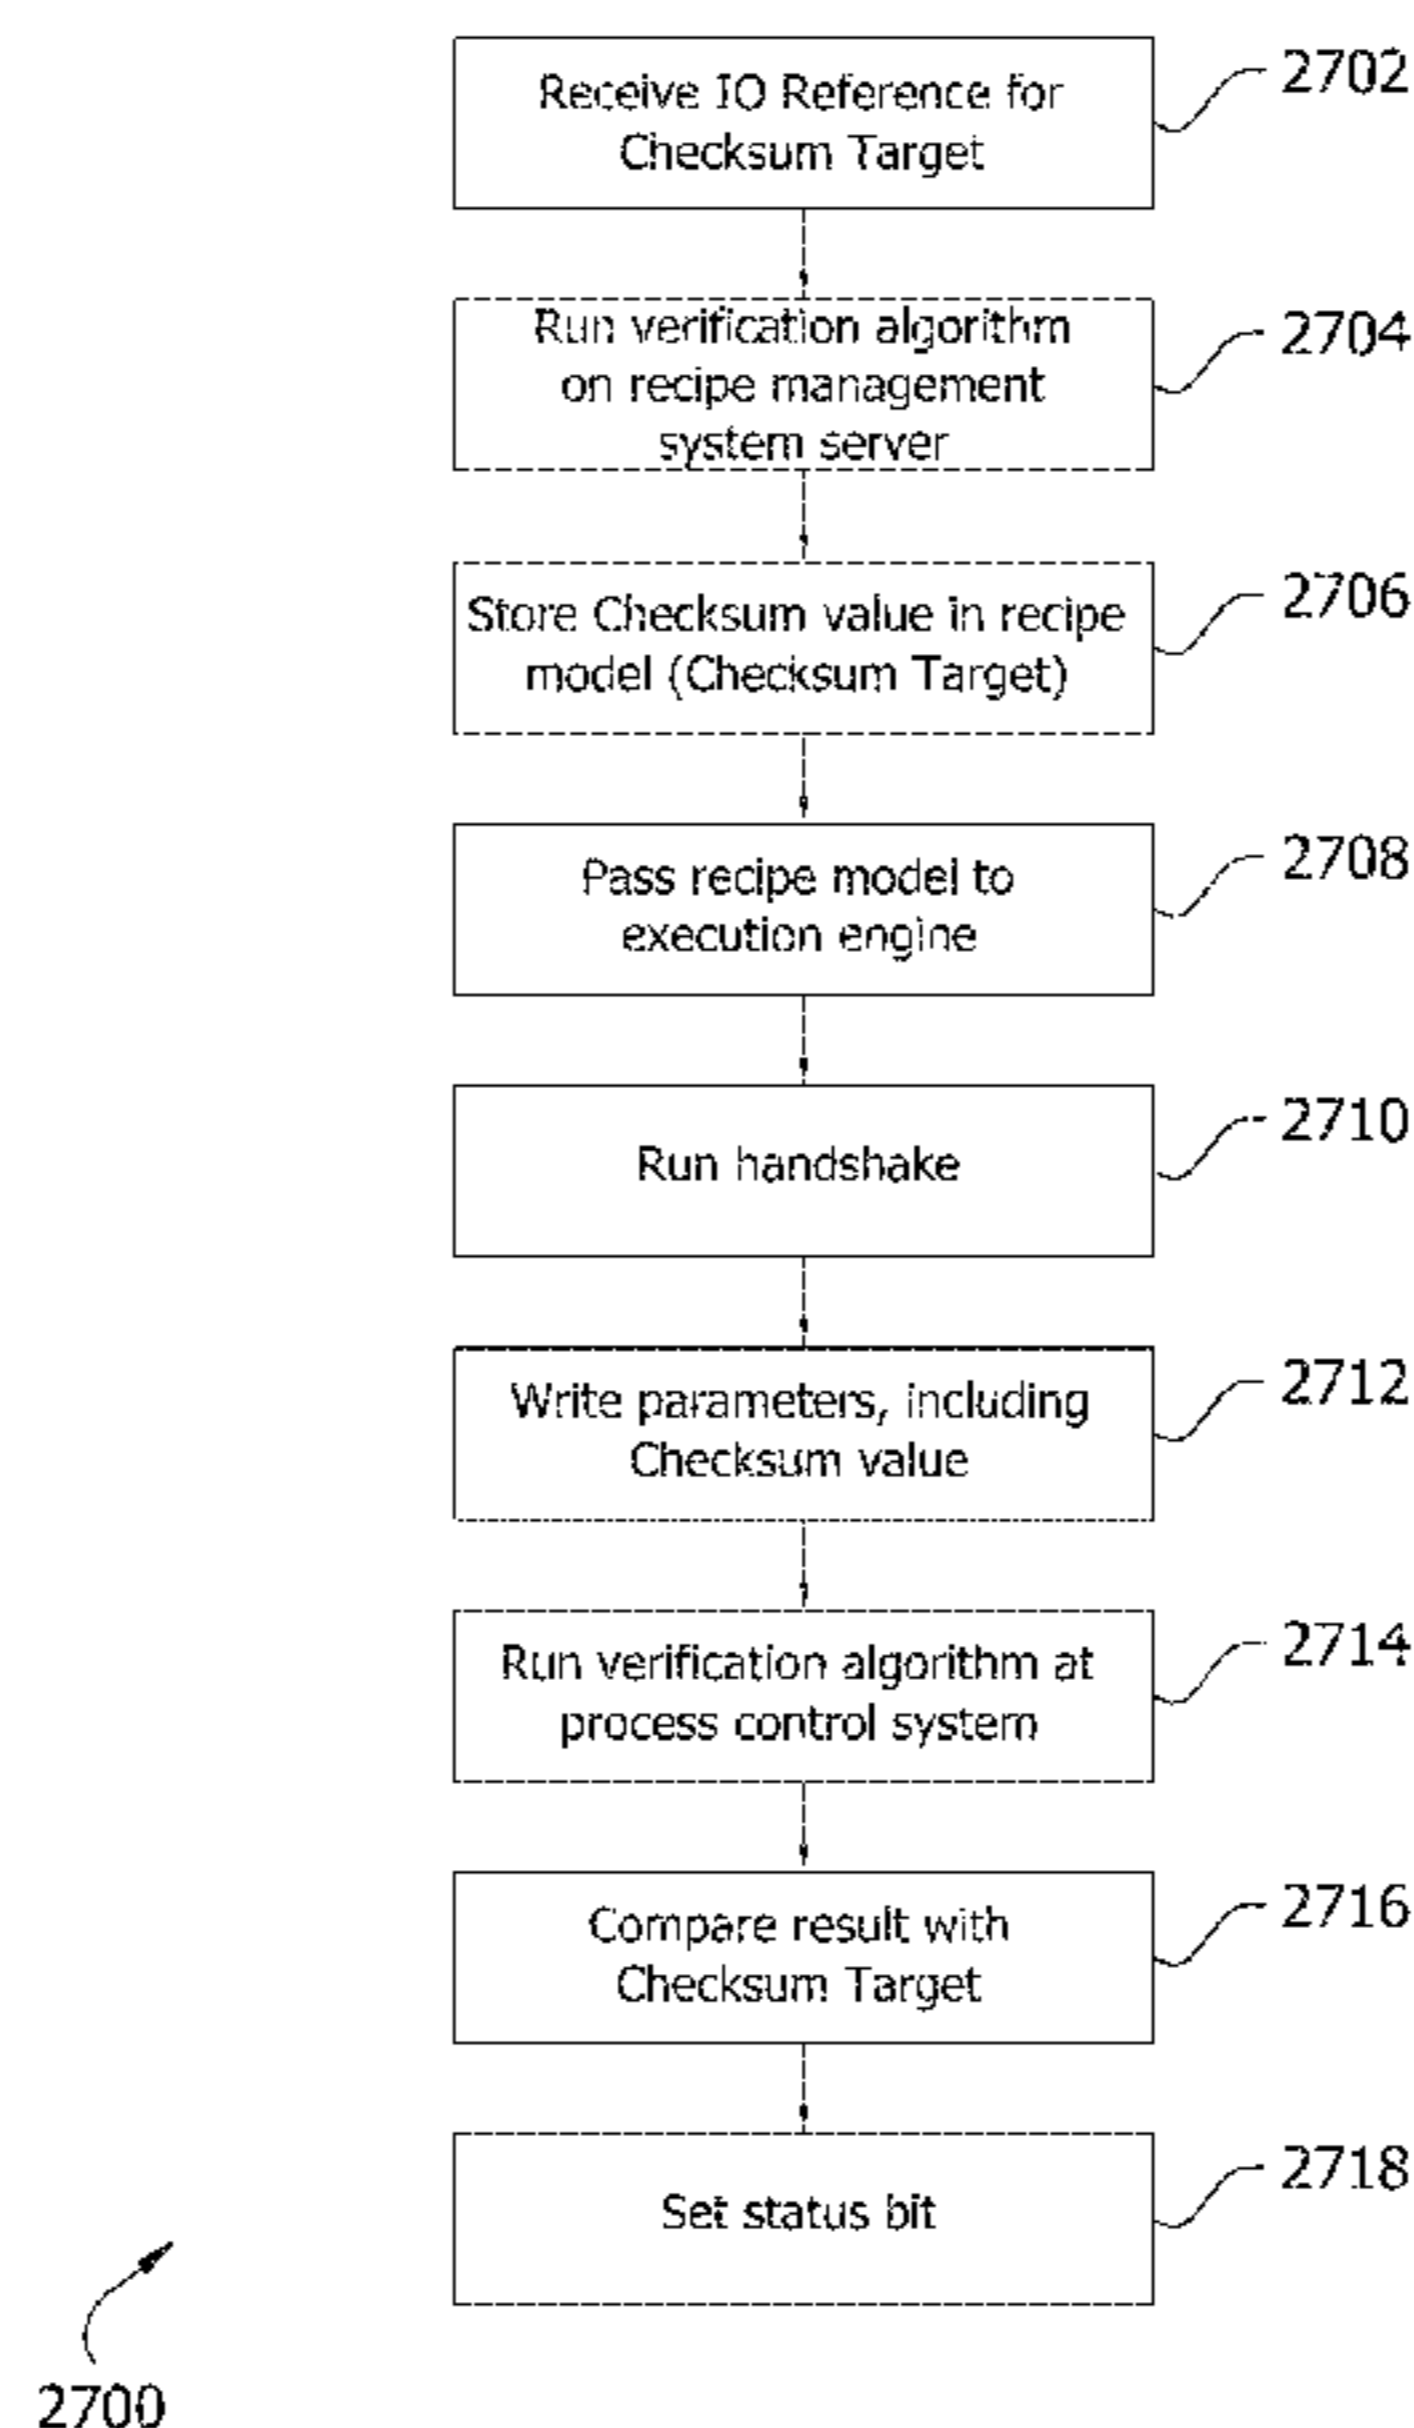 Receive IO Reference for
Checksum Target
2702
Run verification algorithm
on recipe management
system server
2704
Store Checksum value in recipe
model (Checksum Target)
2706
Pass recipe model to
execution engine
2708
Run handshake
2710
Write parameters, including
Checksum value
2712
Run verification algorithm at
process control system
2714
Compare result with
Checksum Target
2716
Set status bit
2718
2700